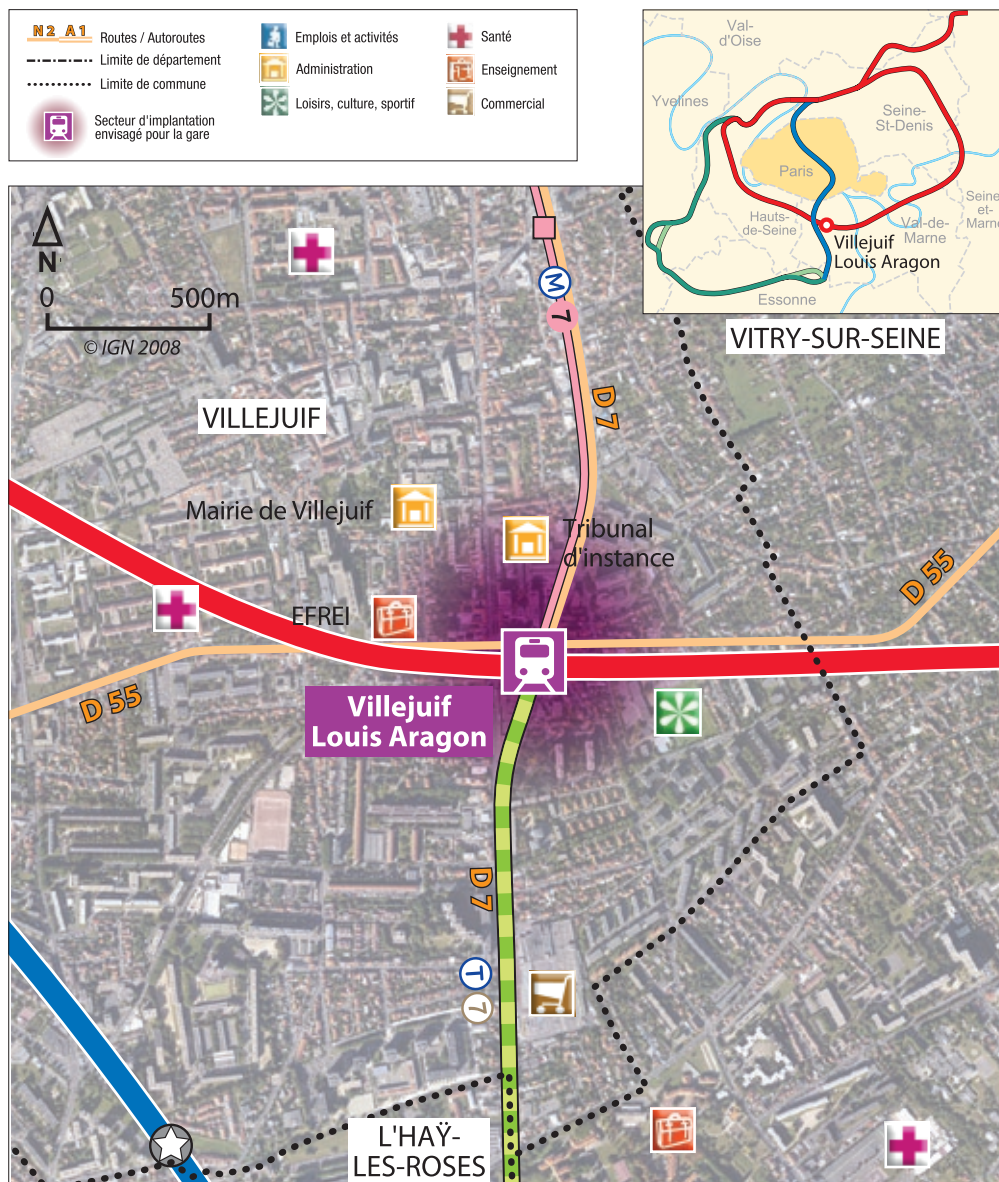 N2 A1
Routes / Autoroutes
Limite de département
Limite de commune
Secteur d'implantation
envisagé pour la gare
Emplois et activités
Administration
Loisirs, culture, sportif
Santé
Enseignement
Commercial
Val-
d'Oise
Yvelines
Seine-
St-Denis
Paris
Hauts-
de-Seine
Val-de-
Marne
Seine-
et-
Marne
Villejuif
Louis Aragon
Essonne
N
0 500m
© IGN 2008
M
7
VITRY-SUR-SEINE
D 7
VILLEJUIF
Mairie de Villejuif
Tribunal
d'instance
D 55
EFREI
D 55
Villejuif
Louis Aragon
D 7
T
7
L'HAŸ-
LES-ROSES